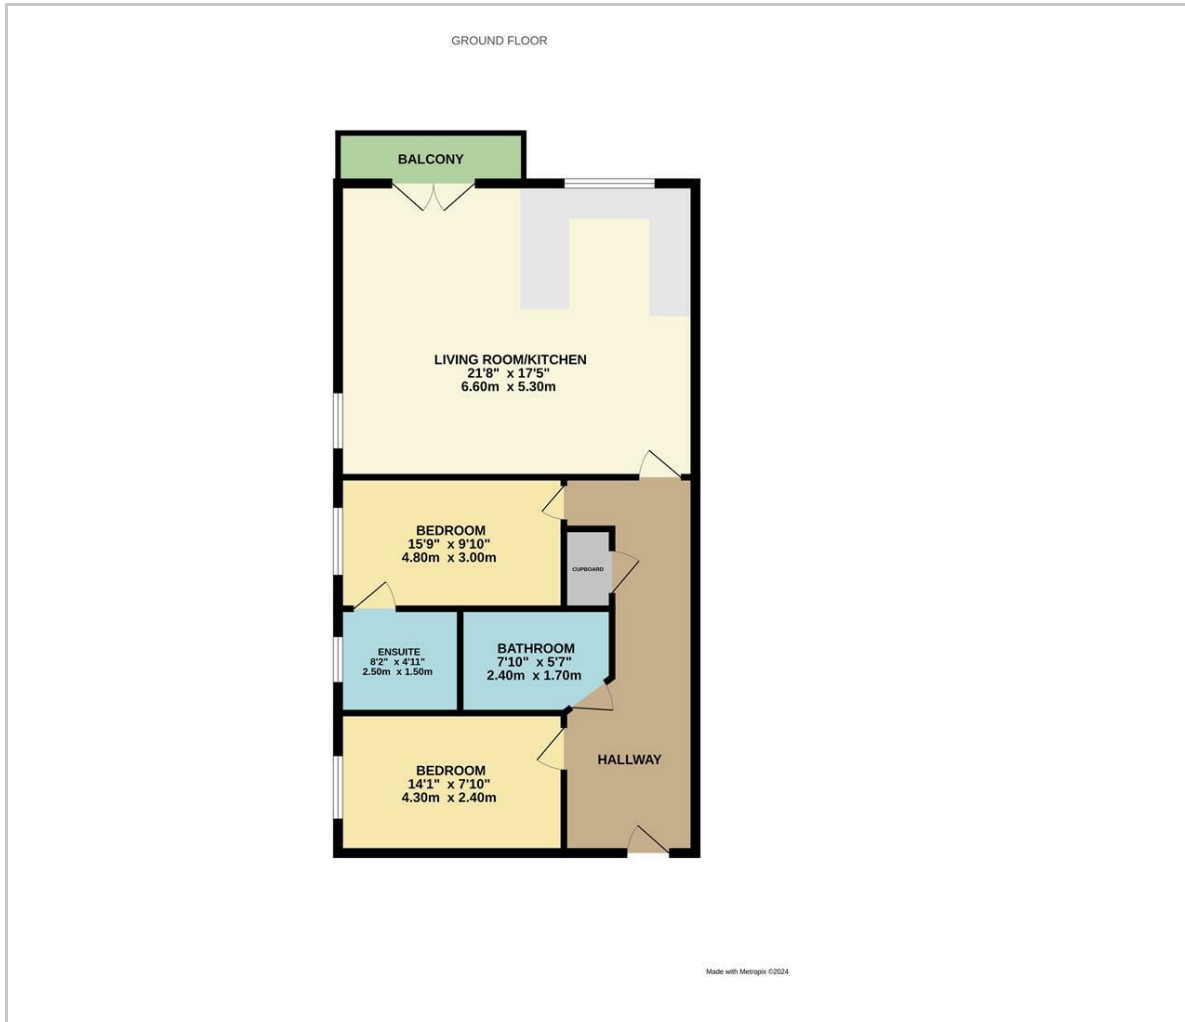 GROUND FLOOR
BALCONY
LIVING ROOM/KITCHEN
21'8" x 17'5"
6.60m x 5.30m
BEDROOM
15'9" x 9'10"
4.80m x 3.00m
CUPBOARD
ENSUITE
8'2" x 4'11"
2.50m x 1.50m
BATHROOM
7'10" x 5'7"
2.40m x 1.70m
BEDROOM
14'1" x 7'10"
4.30m x 2.40m
HALLWAY
Made with Metropix ©2024